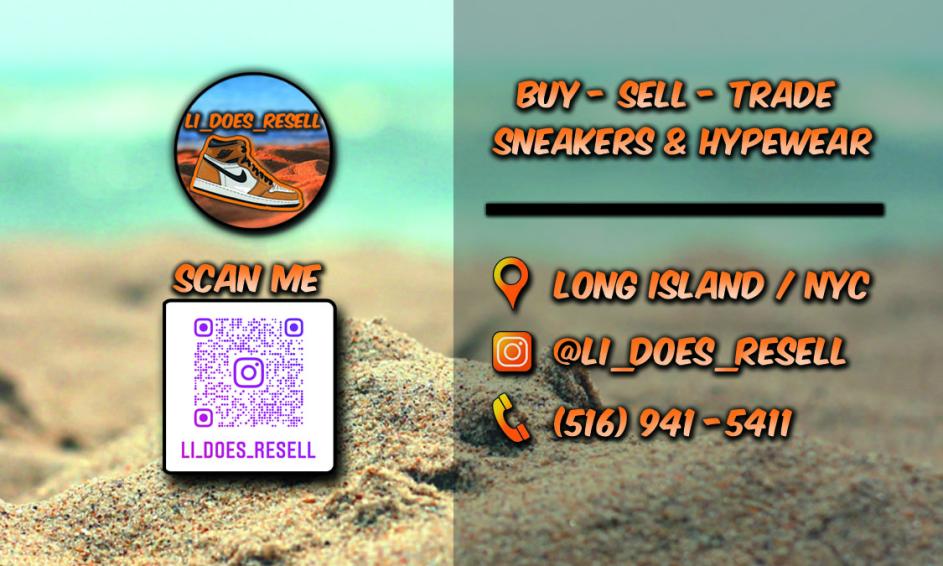 LI_DOES_RESELL
SCAN ME
LI_DOES_RESELL
BUY - SELL - TRADE
SNEAKERS & HYPEWEAR
LONG ISLAND / NYC
@LI_DOES_RESELL
(516) 941 - 5411